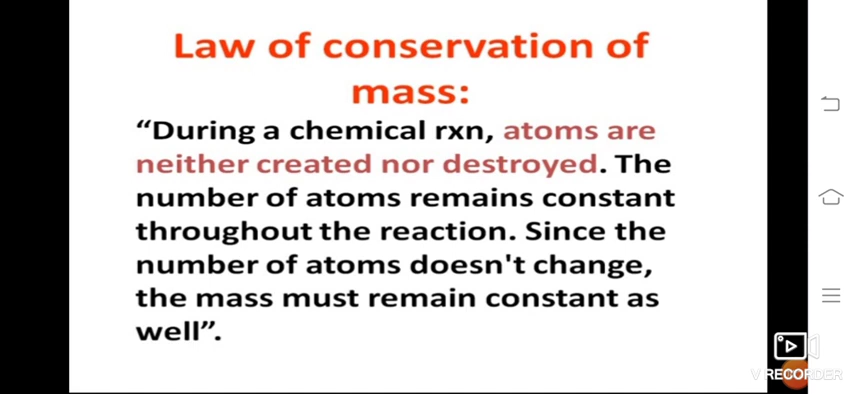 Law of conservation of
mass:
“During a chemical rxn, atoms are
neither created nor destroyed. The
number of atoms remains constant
throughout the reaction. Since the
number of atoms doesn't change,
the mass must remain constant as
well”.
V RECORDER